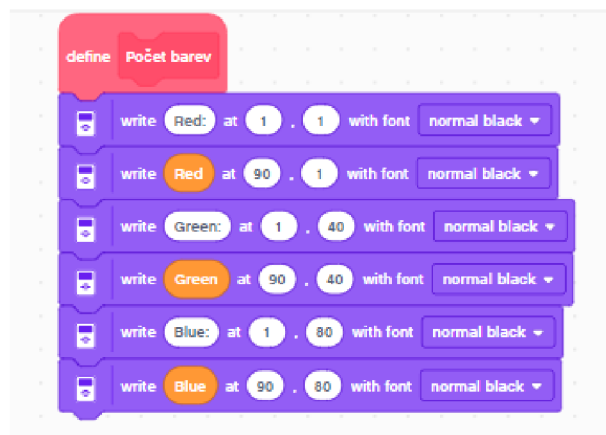 define Počet barev
write Red: at 1 , 1 with font normal black
write Red at 90 , 1 with font normal black
write Green: at 1 , 40 with font normal black
write Green at 90 , 40 with font normal black
write Blue: at 1 , 80 with font normal black
write Blue at 90 , 80 with font normal black